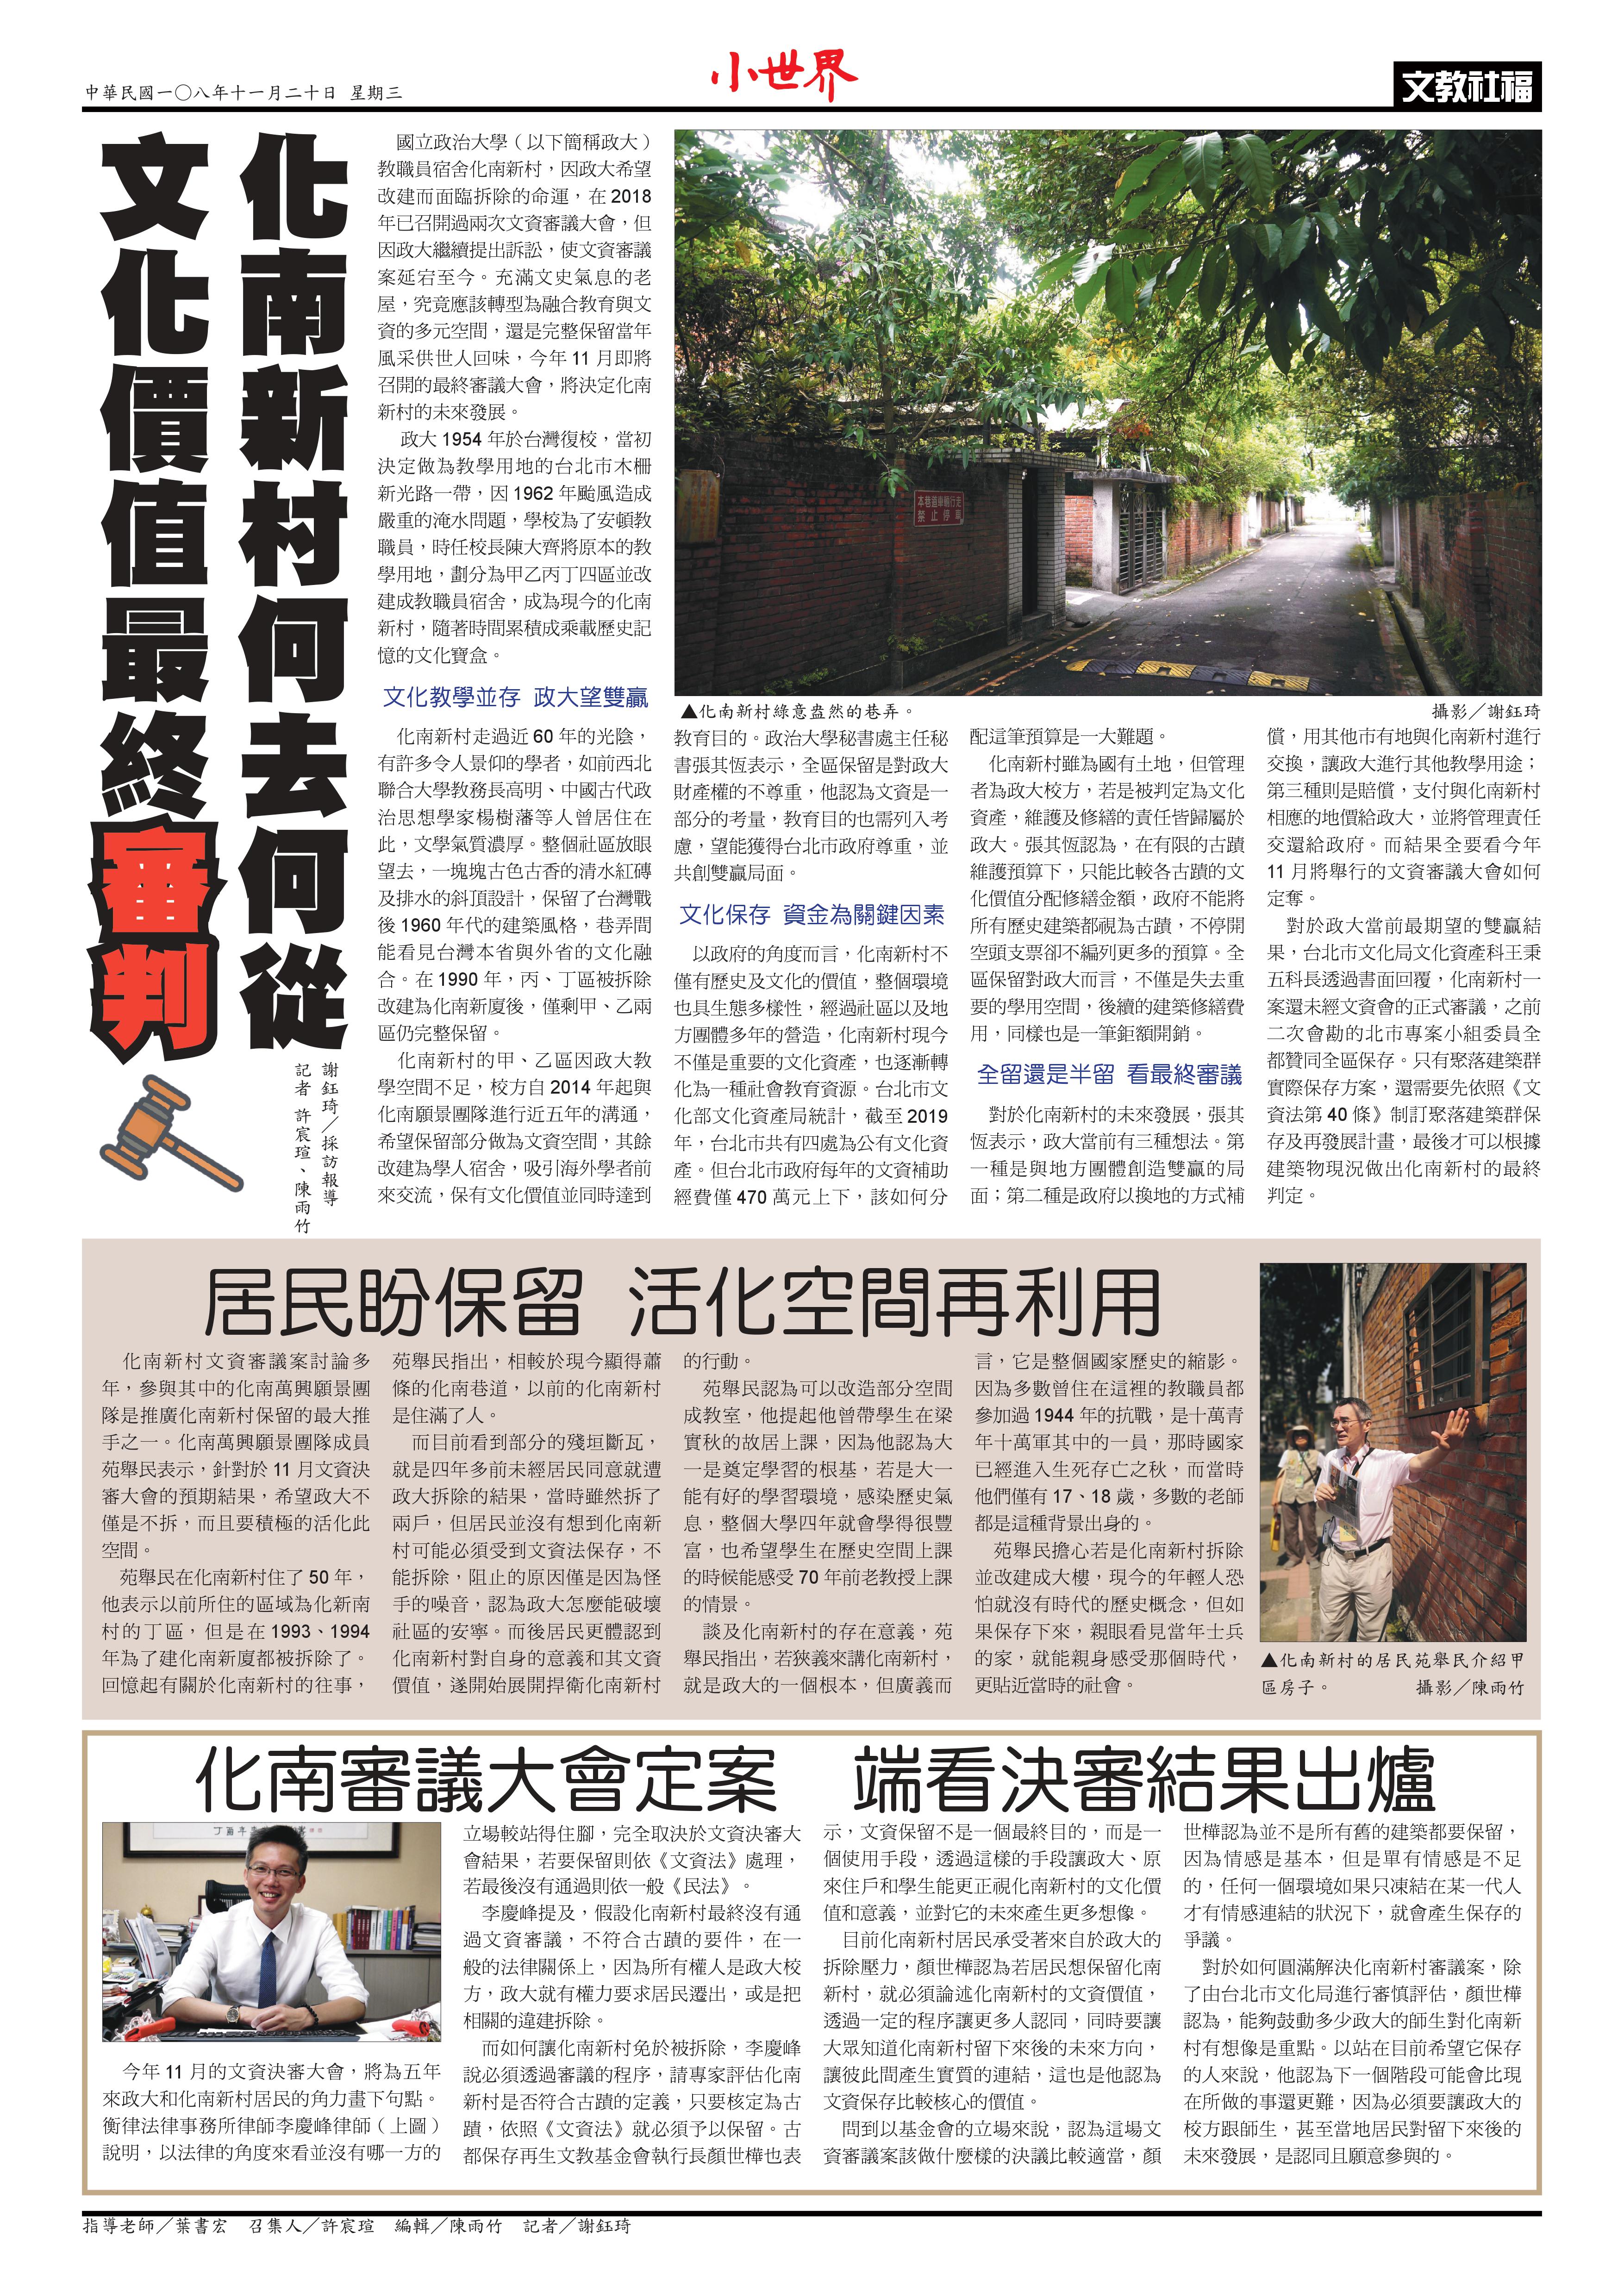 中華民國一〇八年十一月二十日 星期三
小世界
文教社福
化南新村何去何從
文化價值最終審判
記者 許宸瑄、陳雨竹
謝鈺琦／採訪報導
國立政治大學（以下簡稱政大）
教職員宿舍化南新村，因政大希望
改建而面臨拆除的命運，在 2018
年已召開過兩次文資審議大會，但
因政大繼續提出訴訟，使文資審議
案延宕至今。充滿文史氣息的老
屋，究竟應該轉型為融合教育與文
資的多元空間，還是完整保留當年
風采供世人回味，今年 11 月即將
召開的最終審議大會，將決定化南
新村的未來發展。
政大 1954 年於台灣復校，當初
決定做為教學用地的台北市木柵
新光路一帶，因 1962 年颱風造成
嚴重的淹水問題，學校為了安頓教
職員，時任校長陳大齊將原本的教
學用地，劃分為甲乙丙丁四區並改
建成教職員宿舍，成為現今的化南
新村，隨著時間累積成乘載歷史記
憶的文化寶盒。
文化教學並存 政大望雙贏
化南新村走過近 60 年的光陰，
有許多令人景仰的學者，如前西北
聯合大學教務長高明、中國古代政
治思想學家楊樹藩等人曾居住在
此，文學氣質濃厚。整個社區放眼
望去，一塊塊古色古香的清水紅磚
及排水的斜頂設計，保留了台灣戰
後 1960 年代的建築風格，巷弄間
能看見台灣本省與外省的文化融
合。在 1990 年，丙、丁區被拆除
改建為化南新廈後，僅剩甲、乙兩
區仍完整保留。
化南新村的甲、乙區因政大教
學空間不足，校方自 2014 年起與
化南願景團隊進行近五年的溝通，
希望保留部分做為文資空間，其餘
改建為學人宿舍，吸引海外學者前
來交流，保有文化價值並同時達到
本巷道單輛行走
禁止停車
▲化南新村綠意盎然的巷弄。
攝影／謝鈺琦
教育目的。政治大學秘書處主任秘
書張其恆表示，全區保留是對政大
財產權的不尊重，他認為文資是一
部分的考量，教育目的也需列入考
慮，望能獲得台北市政府尊重，並
共創雙贏局面。
文化保存 資金為關鍵因素
以政府的角度而言，化南新村不
僅有歷史及文化的價值，整個環境
也具生態多樣性，經過社區以及地
方團體多年的營造，化南新村現今
不僅是重要的文化資產，也逐漸轉
化為一種社會教育資源。台北市文
化部文化資產局統計，截至 2019
年，台北市共有四處為公有文化資
產。但台北市政府每年的文資補助
經費僅 470 萬元上下，該如何分
配這筆預算是一大難題。
化南新村雖為國有土地，但管理
者為政大校方，若是被判定為文化
資產，維護及修繕的責任皆歸屬於
政大。張其恆認為，在有限的古蹟
維護預算下，只能比較各古蹟的文
化價值分配修繕金額，政府不能將
所有歷史建築都視為古蹟，不停開
空頭支票卻不編列更多的預算。全
區保留對政大而言，不僅是失去重
要的學用空間，後續的建築修繕費
用，同樣也是一筆鉅額開銷。
全留還是半留 看最終審議
對於化南新村的未來發展，張其
恆表示，政大當前有三種想法。第
一種是與地方團體創造雙贏的局
面；第二種是政府以換地的方式補
償，用其他市有地與化南新村進行
交換，讓政大進行其他教學用途；
第三種則是賠償，支付與化南新村
相應的地價給政大，並將管理責任
交還給政府。而結果全要看今年
11 月將舉行的文資審議大會如何
定奪。
對於政大當前最期望的雙贏結
果，台北市文化局文化資產科王秉
五科長透過書面回覆，化南新村一
案還未經文資會的正式審議，之前
二次會勘的北市專案小組委員全
都贊同全區保存。只有聚落建築群
實際保存方案，還需要先依照《文
資法第 40 條》制訂聚落建築群保
存及再發展計畫，最後才可以根據
建築物現況做出化南新村的最終
判定。
居民盼保留 活化空間再利用
化南新村文資審議案討論多
年，參與其中的化南萬興願景團
隊是推廣化南新村保留的最大推
手之一。化南萬興願景團隊成員
苑舉民表示，針對於 11 月文資決
審大會的預期結果，希望政大不
僅是不拆，而且要積極的活化此
空間。
苑舉民在化南新村住了 50 年，
他表示以前所住的區域為化新南
村的丁區，但是在 1993、1994
年為了建化南新廈都被拆除了。
回憶起有關於化南新村的往事，
苑舉民指出，相較於現今顯得蕭
條的化南巷道，以前的化南新村
是住滿了人。
而目前看到部分的殘垣斷瓦，
就是四年多前未經居民同意就遭
政大拆除的結果，當時雖然拆了
兩戶，但居民並沒有想到化南新
村可能必須受到文資法保存，不
能拆除，阻止的原因僅是因為怪
手的噪音，認為政大怎麼能破壞
社區的安寧。而後居民更體認到
化南新村對自身的意義和其文資
價值，遂開始展開捍衛化南新村
的行動。
苑舉民認為可以改造部分空間
成教室，他提起他曾帶學生在梁
實秋的故居上課，因為他認為大
一是奠定學習的根基，若是大一
能有好的學習環境，感染歷史氣
息，整個大學四年就會學得很豐
富，也希望學生在歷史空間上課
的時候能感受 70 年前老教授上課
的情景。
談及化南新村的存在意義，苑
舉民指出，若狹義來講化南新村，
就是政大的一個根本，但廣義而
言，它是整個國家歷史的縮影。
因為多數曾住在這裡的教職員都
參加過 1944 年的抗戰，是十萬青
年十萬軍其中的一員，那時國家
已經進入生死存亡之秋，而當時
他們僅有 17、18 歲，多數的老師
都是這種背景出身的。
苑舉民擔心若是化南新村拆除
並改建成大樓，現今的年輕人恐
怕就沒有時代的歷史概念，但如
果保存下來，親眼看見當年士兵
的家，就能親身感受那個時代，
更貼近當時的社會。
▲化南新村的居民苑舉民介紹甲
區房子。 攝影／陳雨竹
化南審議大會定案 端看決審結果出爐
今年 11 月的文資決審大會，將為五年
來政大和化南新村居民的角力畫下句點。
衡律法律事務所律師李慶峰律師（上圖）
說明，以法律的角度來看並沒有哪一方的
立場較站得住腳，完全取決於文資決審大
會結果，若要保留則依《文資法》處理，
若最後沒有通過則依一般《民法》。
李慶峰提及，假設化南新村最終沒有通
過文資審議，不符合古蹟的要件，在一
般的法律關係上，因為所有權人是政大校
方，政大就有權力要求居民遷出，或是把
相關的違建拆除。
而如何讓化南新村免於被拆除，李慶峰
說必須透過審議的程序，請專家評估化南
新村是否符合古蹟的定義，只要核定為古
蹟，依照《文資法》就必須予以保留。古
都保存再生文教基金會執行長顏世樺也表
示，文資保留不是一個最終目的，而是一
個使用手段，透過這樣的手段讓政大、原
來住戶和學生能更正視化南新村的文化價
值和意義，並對它的未來產生更多想像。
目前化南新村居民承受著來自於政大的
拆除壓力，顏世樺認為若居民想保留化南
新村，就必須論述化南新村的文資價值，
透過一定的程序讓更多人認同，同時要讓
大眾知道化南新村留下來後的未來方向，
讓彼此間產生實質的連結，這也是他認為
文資保存比較核心的價值。
問到以基金會的立場來說，認為這場文
資審議案該做什麼樣的決議比較適當，顏
世樺認為並不是所有舊的建築都要保留，
因為情感是基本，但是單有情感是不足
的，任何一個環境如果只凍結在某一代人
才有情感連結的狀況下，就會產生保存的
爭議。
對於如何圓滿解決化南新村審議案，除
了由台北市文化局進行審慎評估，顏世樺
認為，能夠鼓動多少政大的師生對化南新
村有想像是重點。以站在目前希望它保存
的人來說，他認為下一個階段可能會比現
在所做的事還更難，因為必須要讓政大的
校方跟師生，甚至當地居民對留下來後的
未來發展，是認同且願意參與的。
指導老師／葉書宏 召集人／許宸瑄 編輯／陳雨竹 記者／謝鈺琦